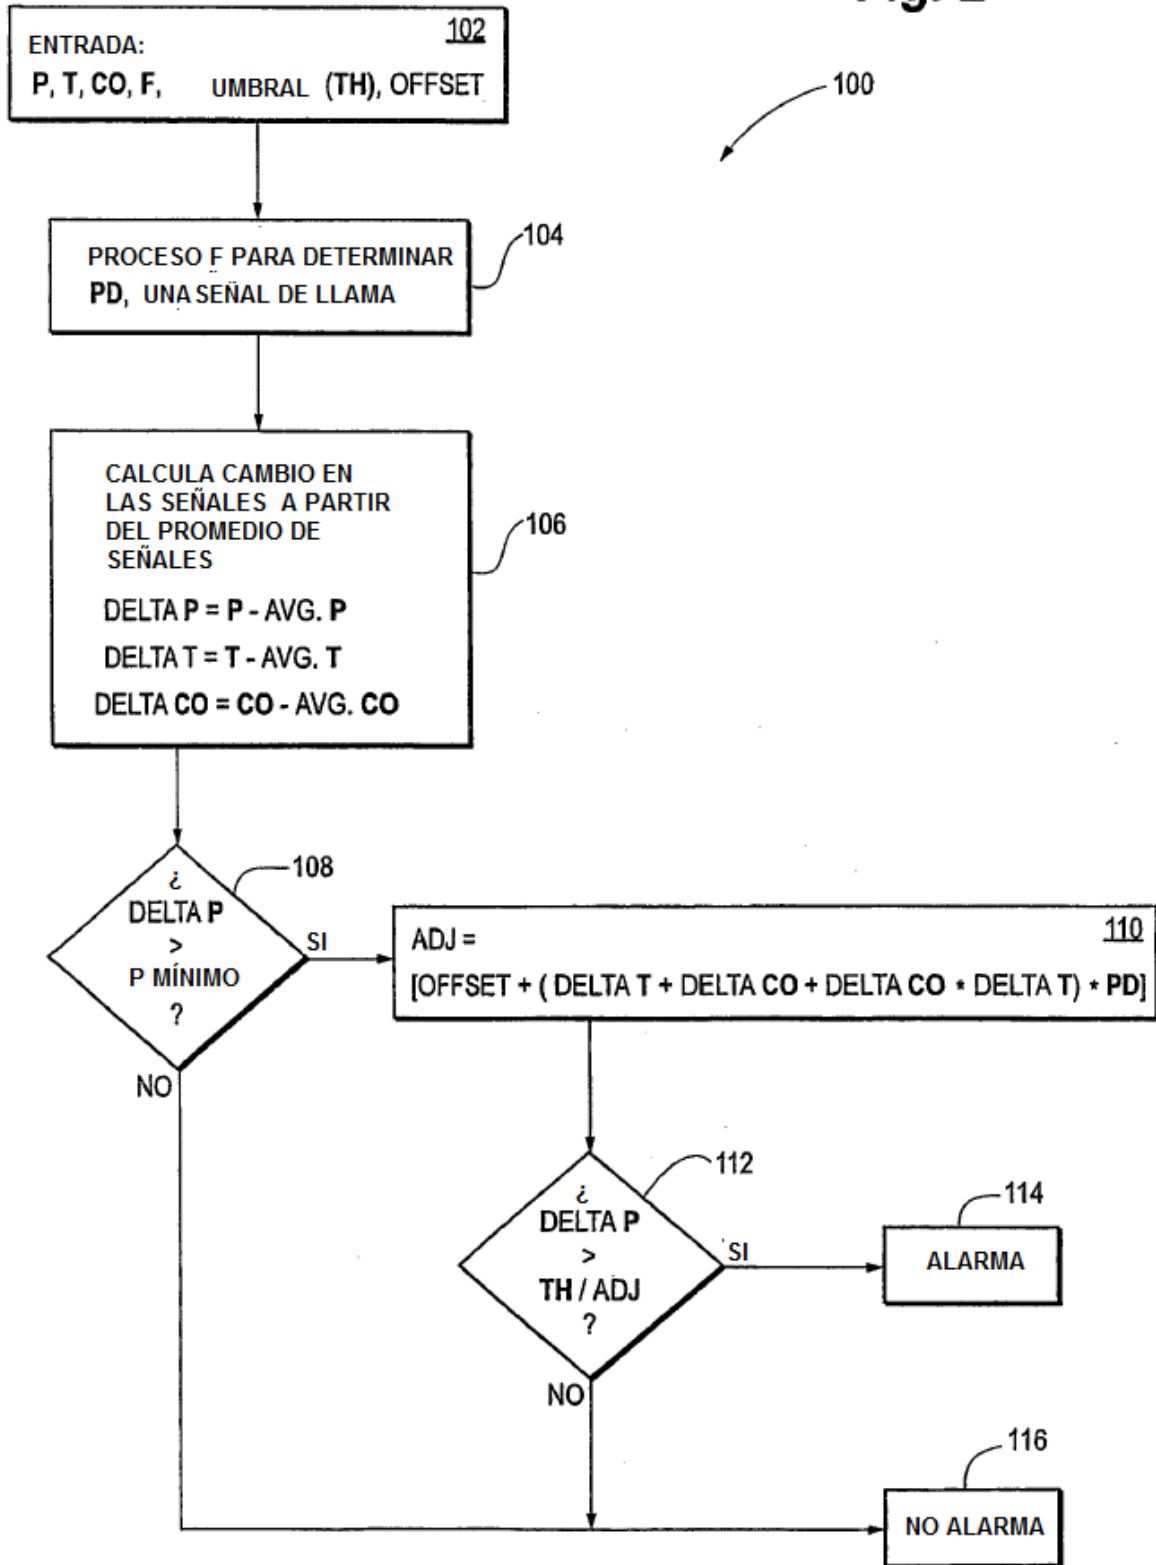 102
ENTRADA:
P, T, CO, F, UMBRAL (TH), OFFSET
100
104
PROCESO F PARA DETERMINAR
PD, UNA SEÑAL DE LLAMA
106
CALCULA CAMBIO EN
LAS SEÑALES A PARTIR
DEL PROMEDIO DE
SEÑALES
DELTA P = P - AVG. P
DELTA T = T - AVG. T
DELTA CO = CO - AVG. CO
108
¿
DELTA P
>
P MÍNIMO
?
SI
NO
110
ADJ =
[OFFSET + ( DELTA T + DELTA CO + DELTA CO * DELTA T) * PD]
112
¿
DELTA P
>
TH / ADJ
?
SI
NO
114
ALARMA
116
NO ALARMA